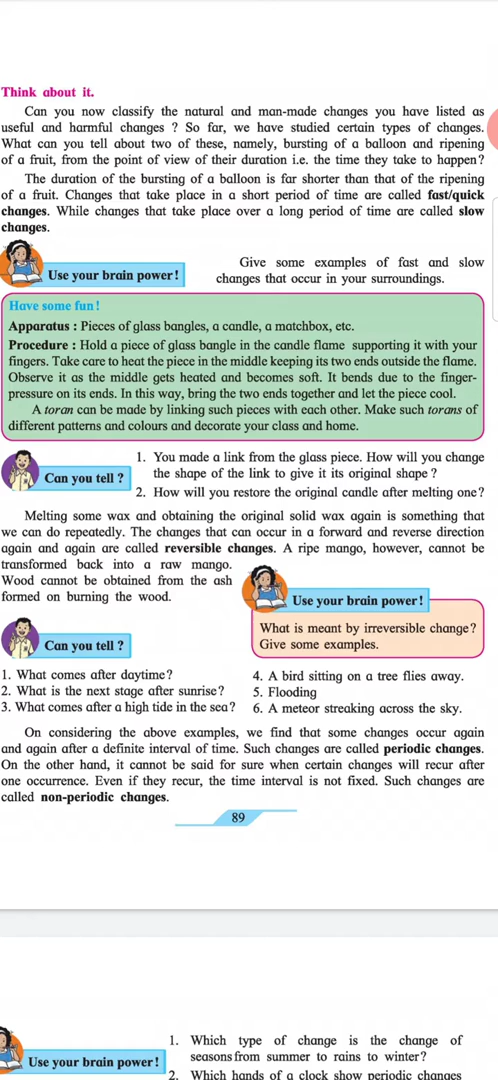 Think about it.
Can you now classify the natural and man-made changes you have listed as
useful and harmful changes ? So far, we have studied certain types of changes.
What can you tell about two of these, namely, bursting of a balloon and ripening
of a fruit, from the point of view of their duration i.e. the time they take to happen?
The duration of the bursting of a balloon is far shorter than that of the ripening
of a fruit. Changes that take place in a short period of time are called fast/quick
changes. While changes that take place over a long period of time are called slow
changes.
Use your brain power!
Give some examples of fast and slow
changes that occur in your surroundings.
Have some fun!
Apparatus : Pieces of glass bangles, a candle, a matchbox, etc.
Procedure : Hold a piece of glass bangle in the candle flame supporting it with your
fingers. Take care to heat the piece in the middle keeping its two ends outside the flame.
Observe it as the middle gets heated and becomes soft. It bends due to the finger-
pressure on its ends. In this way, bring the two ends together and let the piece cool.
A toran can be made by linking such pieces with each other. Make such torans of
different patterns and colours and decorate your class and home.
Can you tell ?
1. You made a link from the glass piece. How will you change
the shape of the link to give it its original shape ?
2. How will you restore the original candle after melting one?
Melting some wax and obtaining the original solid wax again is something that
we can do repeatedly. The changes that can occur in a forward and reverse direction
again and again are called reversible changes. A ripe mango, however, cannot be
transformed back into a raw mango.
Wood cannot be obtained from the ash
formed on burning the wood.
Use your brain power!
What is meant by irreversible change?
Give some examples.
Can you tell ?
1. What comes after daytime?
2. What is the next stage after sunrise?
3. What comes after a high tide in the sea?
4. A bird sitting on a tree flies away.
5. Flooding
6. A meteor streaking across the sky.
On considering the above examples, we find that some changes occur again
and again after a definite interval of time. Such changes are called periodic changes.
On the other hand, it cannot be said for sure when certain changes will recur after
one occurrence. Even if they recur, the time interval is not fixed. Such changes are
called non-periodic changes.
89
Use your brain power!
1. Which type of change is the change of
seasons from summer to rains to winter?
2. Which hands of a clock show periodic changes